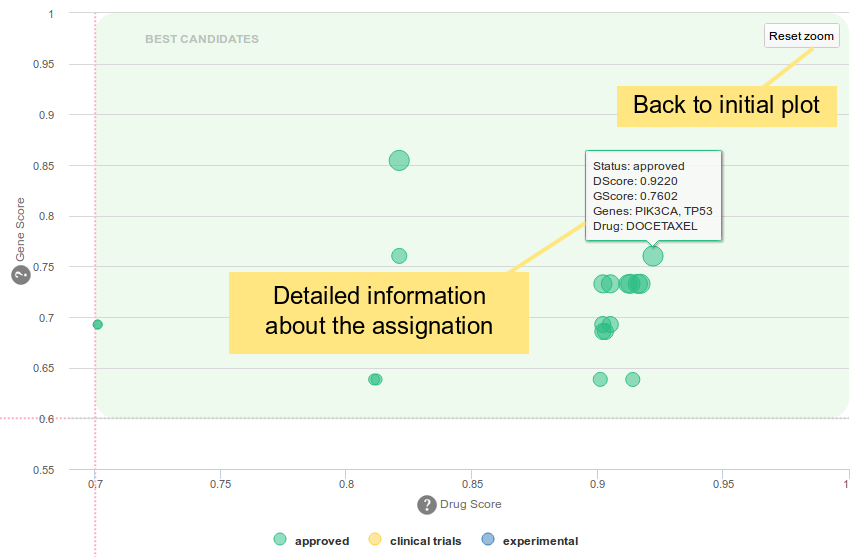 1
BEST CANDIDATES
Reset zoom
0.95
Back to initial plot
0.9
0.85
Status: approved
DScore: 0.9220
GScore: 0.7602
Genes: PIK3CA, TP53
Drug: DOCETAXEL
0.8
? Gene Score
0.75
Detailed information
about the assignation
0.7
0.65
0.6
0.55
0.7 0.75 0.8 0.85 0.9 0.95 1
? Drug Score
approved clinical trials experimental